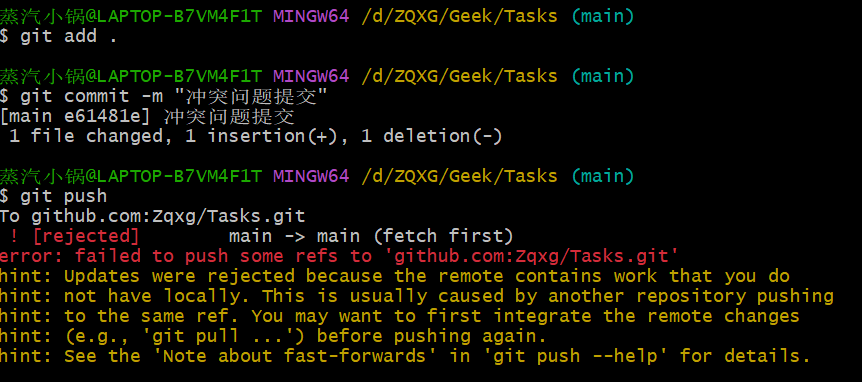 蒸汽小锅@LAPTOP-B7VM4F1T MINGW64 /d/ZQXG/Geek/Tasks (main)
$ git add .
蒸汽小锅@LAPTOP-B7VM4F1T MINGW64 /d/ZQXG/Geek/Tasks (main)
$ git commit -m "冲突问题提交"
[main e61481e] 冲突问题提交
 1 file changed, 1 insertion(+), 1 deletion(-)
蒸汽小锅@LAPTOP-B7VM4F1T MINGW64 /d/ZQXG/Geek/Tasks (main)
$ git push
To github.com:Zqxg/Tasks.git
 ! [rejected]        main -> main (fetch first)
error: failed to push some refs to 'github.com:Zqxg/Tasks.git'
hint: Updates were rejected because the remote contains work that you do
hint: not have locally. This is usually caused by another repository pushing
hint: to the same ref. You may want to first integrate the remote changes
hint: (e.g., 'git pull ...') before pushing again.
hint: See the 'Note about fast-forwards' in 'git push --help' for details.